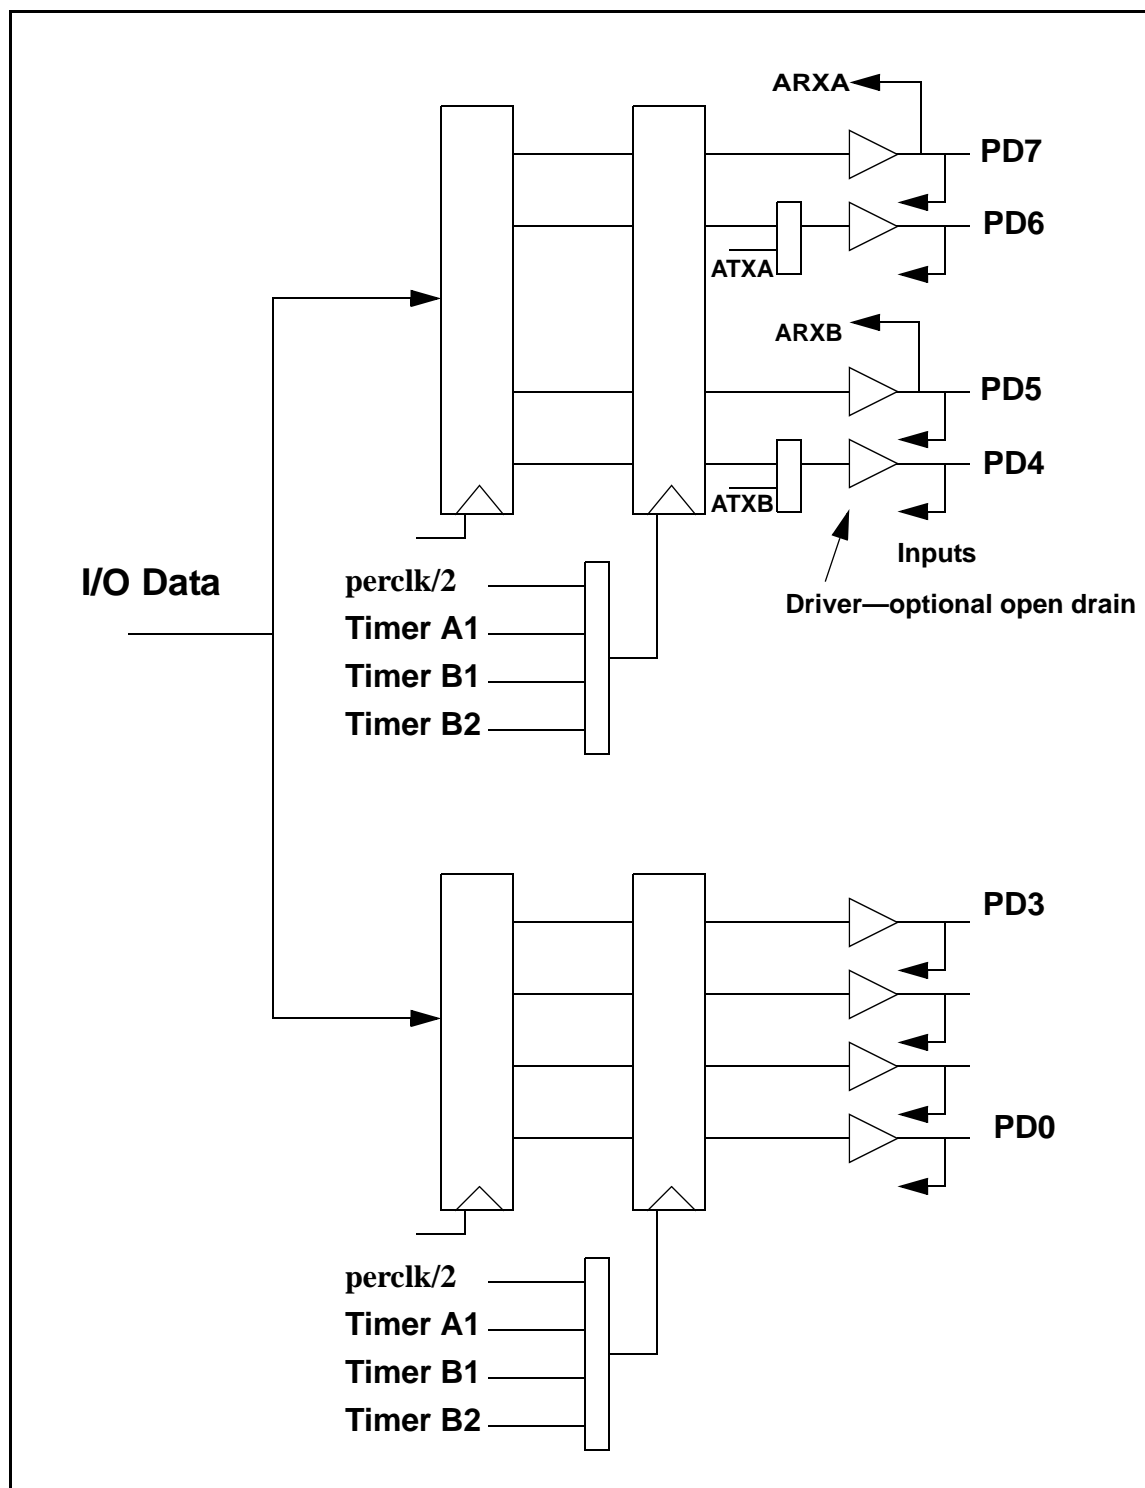 ARXA
PD7
PD6
ATXA
ARXB
PD5
PD4
ATXB
Inputs
Driver—optional open drain
I/O Data
perclk/2
Timer A1
Timer B1
Timer B2
PD3
PD0
perclk/2
Timer A1
Timer B1
Timer B2